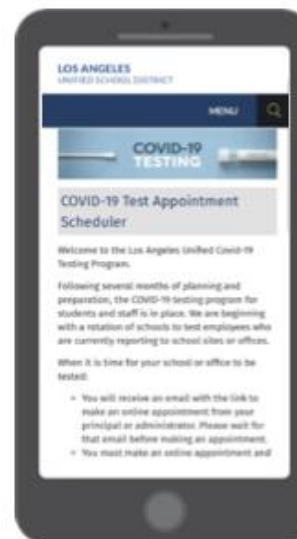 LOS ANGELES
UNIFIED SCHOOL DISTRICT
MENU
COVID-19
TESTING
COVID-19 Test Appointment
Scheduler
Welcome to the Los Angeles Unified Covid-19
Testing Program.
Following several months of planning and
preparation, the COVID-19 testing program for
students and staff is in place. We are beginning
with a rotation of schools to test employees who
are currently reporting to school sites or offices.
When it is time for your school or office to be
tested:
• You will receive an email with the link to
make an online appointment from your
principal or administrator. Please wait for
that email before making an appointment.
• You must make an online appointment and